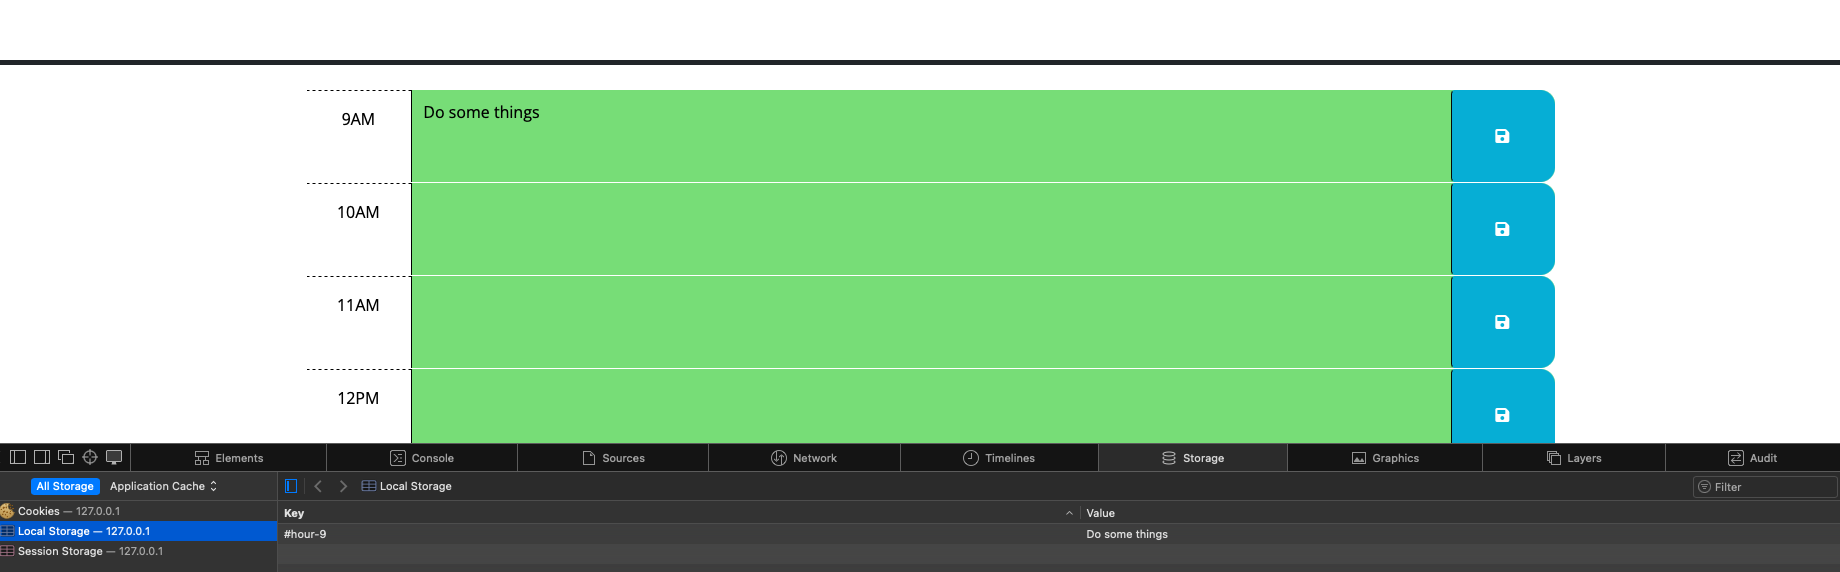 9AM Do some things
10AM
11AM
12PM
Elements Console Sources Network Timelines Storage Graphics Layers Audit
All Storage Application Cache Local Storage Filter
Cookies — 127.0.0.1
Local Storage — 127.0.0.1
Session Storage — 127.0.0.1
Key Value
#hour-9 Do some things